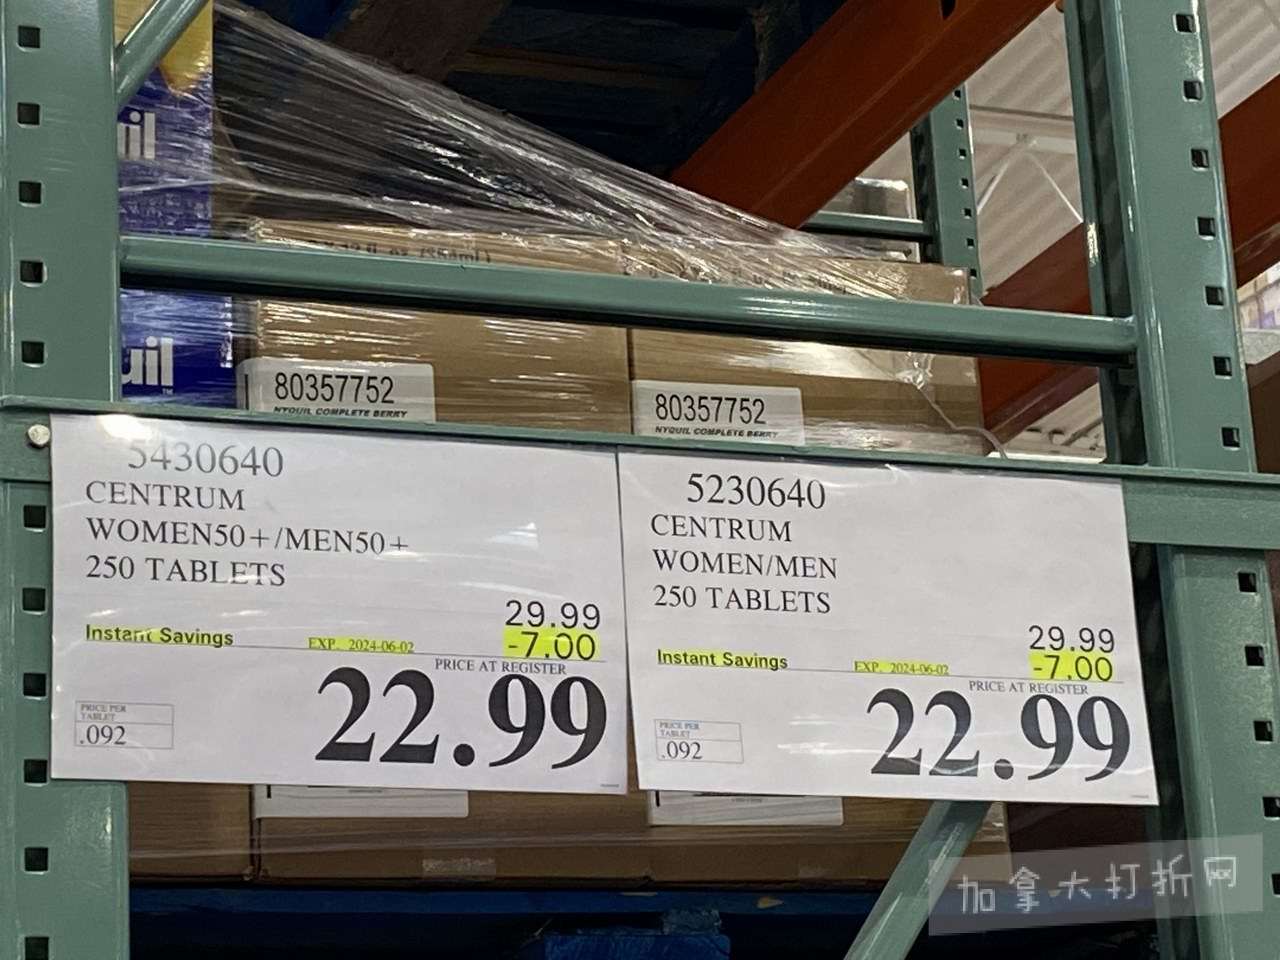 uil
uil
80357752
NYQUIL COMPLETE BERRY
80357752
NYQUIL COMPLETE BERRY
5430640
CENTRUM
WOMEN50+/MEN50+
250 TABLETS
29.99
Instant Savings EXP. 2024-06-02 -7.00
PRICE AT REGISTER
22.99
PRICE PER
TABLET
.092
5230640
CENTRUM
WOMEN/MEN
250 TABLETS
29.99
Instant Savings EXP. 2024-06-02 -7.00
PRICE AT REGISTER
22.99
PRICE PER
TABLET
.092
加拿大打折网